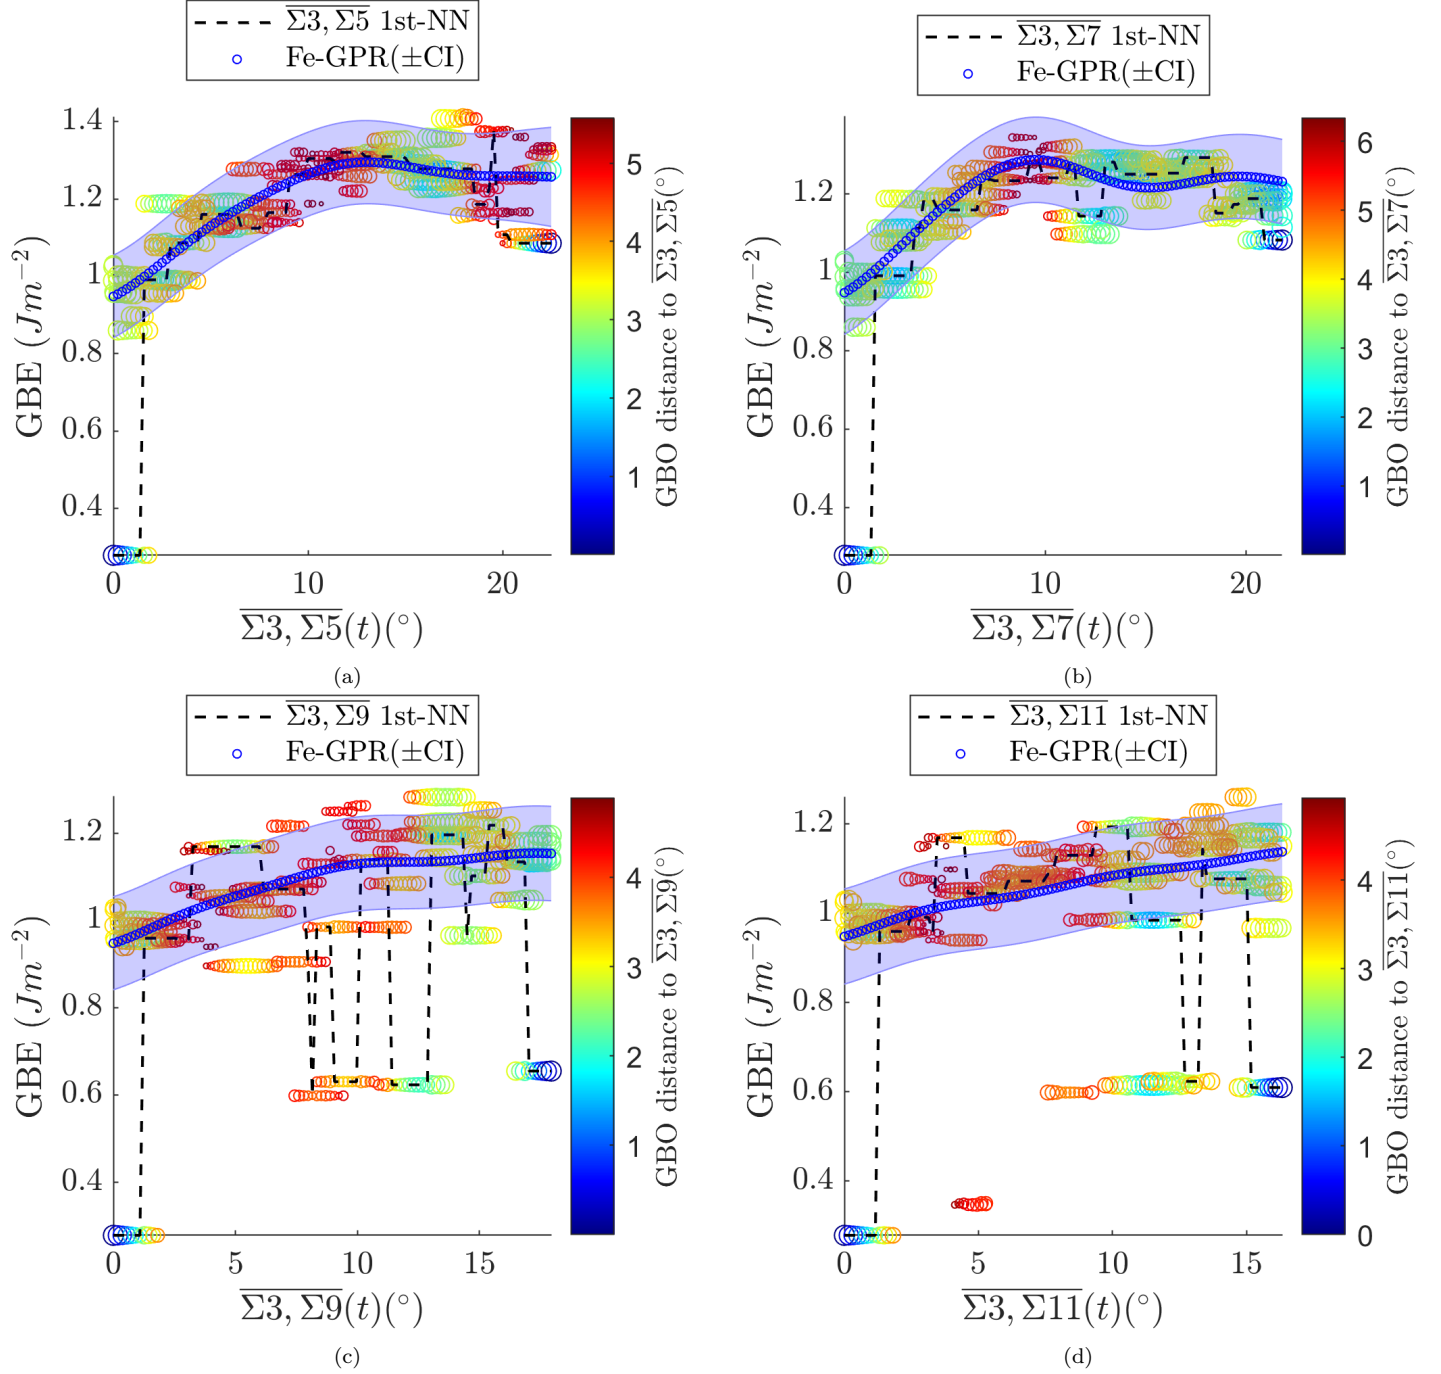 Σ3, Σ5 1st-NN
Fe-GPR(±CI)
1.4
1.2
1
0.8
0.6
0.4
0
10
20
GBE ( Jm⁻²)
Σ3, Σ5(t)(°)
5
4
3
2
1
GBO distance to Σ3, Σ5(°)
(a)
Σ3, Σ7 1st-NN
Fe-GPR(±CI)
1.2
1
0.8
0.6
0.4
0
10
20
GBE ( Jm⁻²)
Σ3, Σ7(t)(°)
6
5
4
3
2
1
GBO distance to Σ3, Σ7(°)
(b)
Σ3, Σ9 1st-NN
Fe-GPR(±CI)
1.2
1
0.8
0.6
0.4
0
5
10
15
GBE ( Jm⁻²)
Σ3, Σ9(t)(°)
4
3
2
1
GBO distance to Σ3, Σ9(°)
(c)
Σ3, Σ11 1st-NN
Fe-GPR(±CI)
1.2
1
0.8
0.6
0.4
0
5
10
15
GBE ( Jm⁻²)
Σ3, Σ11(t)(°)
4
3
2
1
0
GBO distance to Σ3, Σ11(°)
(d)